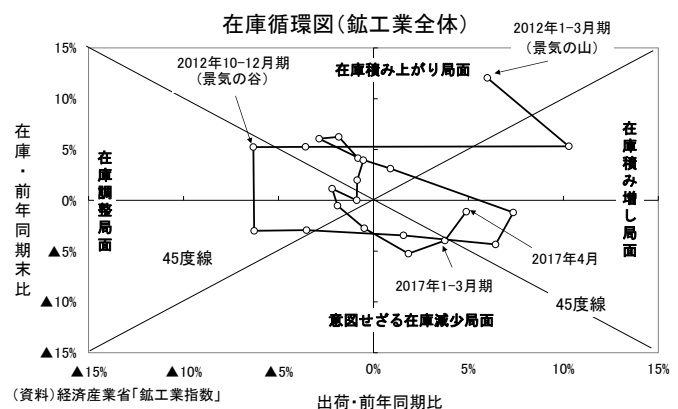 在庫循環図(鉱工業全体)
2012年1-3月期
(景気の山)
2012年10-12月期
(景気の谷)
在庫積み上がり局面
在庫・前年同期末比
15%
10%
5%
0%
▲5%
▲10%
▲15%
在庫調整局面
在庫積み増し局面
45度線
2017年4月
2017年1-3月期
45度線
意図せざる在庫減少局面
▲15%
▲10%
▲5%
0%
5%
10%
15%
(資料)経済産業省「鉱工業指数」
出荷・前年同期比